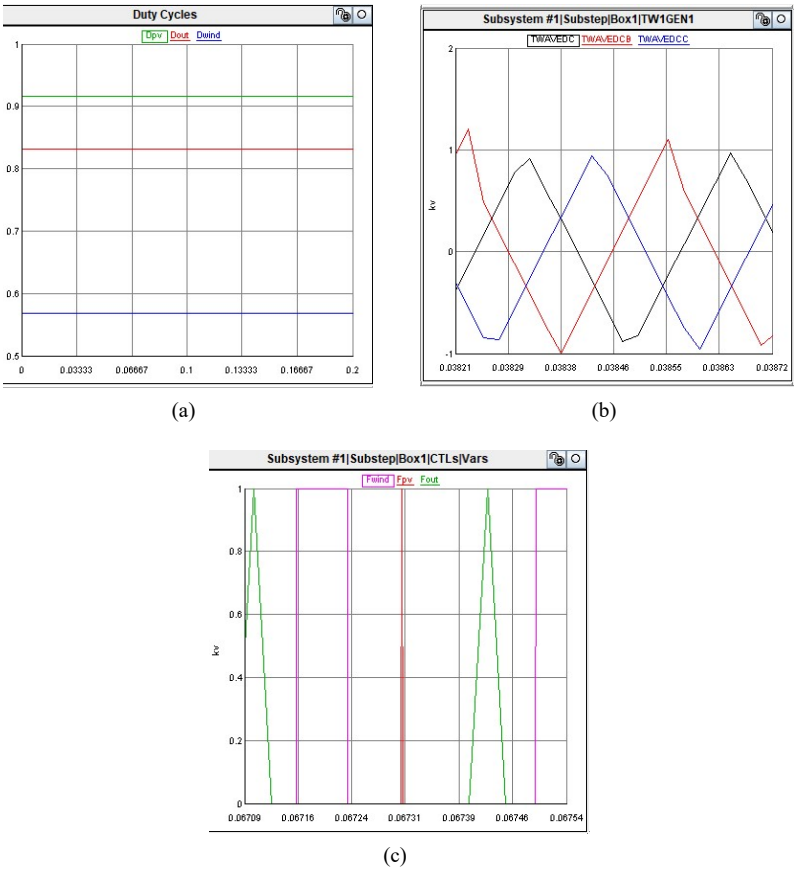 Duty Cycles
Dpv Dout Dwind
1
0.9
0.8
0.7
0.6
0.5
0 0.03333 0.06667 0.1 0.13333 0.16667 0.2
(a)
Subsystem #1|Substep|Box1|TW1GEN1
TWAVEDC TWAVEDCB TWAVEDCC
2
1
kv
0
-1
0.03821 0.03829 0.03838 0.03846 0.03855 0.03863 0.03872
(b)
Subsystem #1|Substep|Box1|CTLs|Vars
Fwind Fpv Fout
1
0.8
0.6
kv
0.4
0.2
0
0.06709 0.06716 0.06724 0.06731 0.06739 0.06746 0.06754
(c)